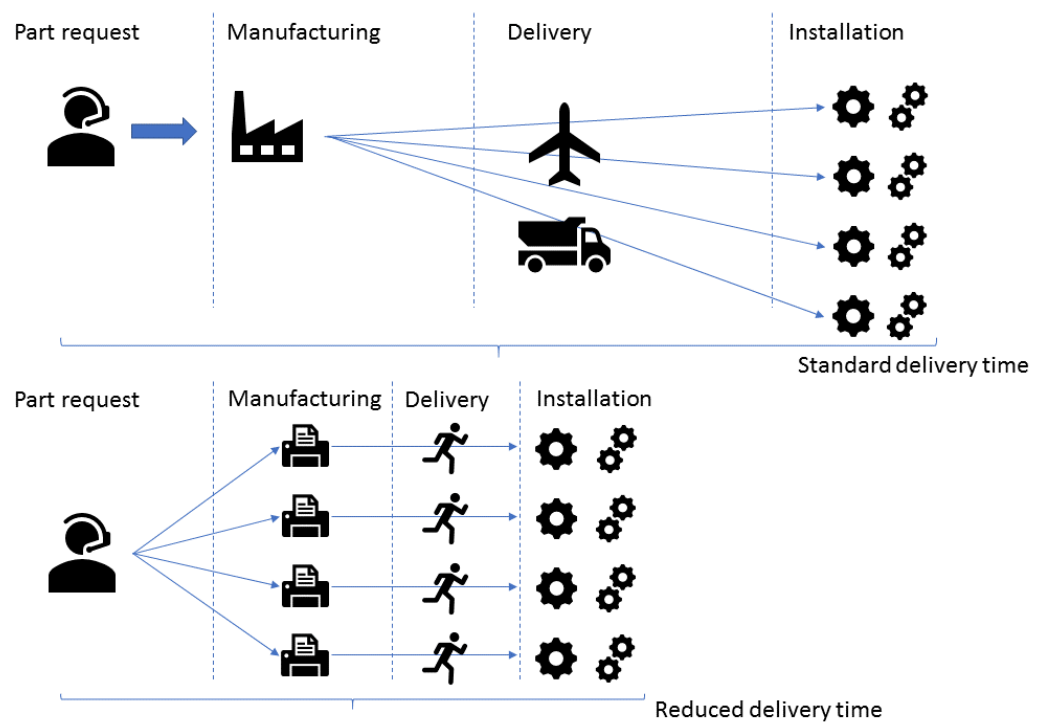 Part request
Manufacturing
Delivery
Installation
Standard delivery time
Part request
Manufacturing
Delivery
Installation
Reduced delivery time